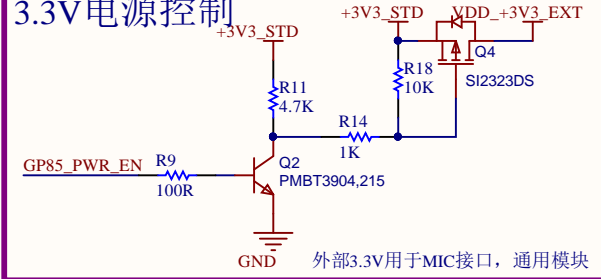 3.3V电源控制
+3V3_STD
+3V3_STD
VDD_+3V3_EXT
R11
4.7K
R18
10K
Q4
SI2323DS
R14
1K
GP85_PWR_EN
R9
100R
Q2
PMBT3904,215
GND
外部3.3V用于MIC接口，通用模块